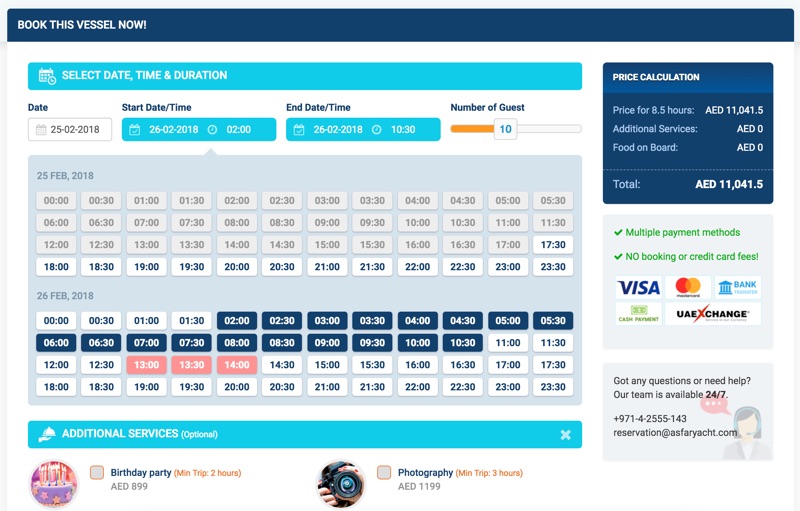 BOOK THIS VESSEL NOW!
SELECT DATE, TIME & DURATION
Date Start Date/Time End Date/Time Number of Guest
25-02-2018 26-02-2018 02:00 26-02-2018 10:30 10
25 FEB, 2018
00:00 00:30 01:00 01:30 02:00 02:30 03:00 03:30 04:00 04:30 05:00 05:30
06:00 06:30 07:00 07:30 08:00 08:30 09:00 09:30 10:00 10:30 11:00 11:30
12:00 12:30 13:00 13:30 14:00 14:30 15:00 15:30 16:00 16:30 17:00 17:30
18:00 18:30 19:00 19:30 20:00 20:30 21:00 21:30 22:00 22:30 23:00 23:30
26 FEB, 2018
00:00 00:30 01:00 01:30 02:00 02:30 03:00 03:30 04:00 04:30 05:00 05:30
06:00 06:30 07:00 07:30 08:00 08:30 09:00 09:30 10:00 10:30 11:00 11:30
12:00 12:30 13:00 13:30 14:00 14:30 15:00 15:30 16:00 16:30 17:00 17:30
18:00 18:30 19:00 19:30 20:00 20:30 21:00 21:30 22:00 22:30 23:00 23:30
ADDITIONAL SERVICES (Optional)
Birthday party (Min Trip: 2 hours)
AED 899
Photography (Min Trip: 3 hours)
AED 1199
PRICE CALCULATION
Price for 8.5 hours: AED 11,041.5
Additional Services: AED 0
Food on Board: AED 0
Total: AED 11,041.5
Multiple payment methods
NO booking or credit card fees!
VISA mastercard BANK TRANSFER
CASH PAYMENT UAEXCHANGE
Got any questions or need help?
Our team is available 24/7.
+971-4-2555-143
reservation@asfaryacht.com